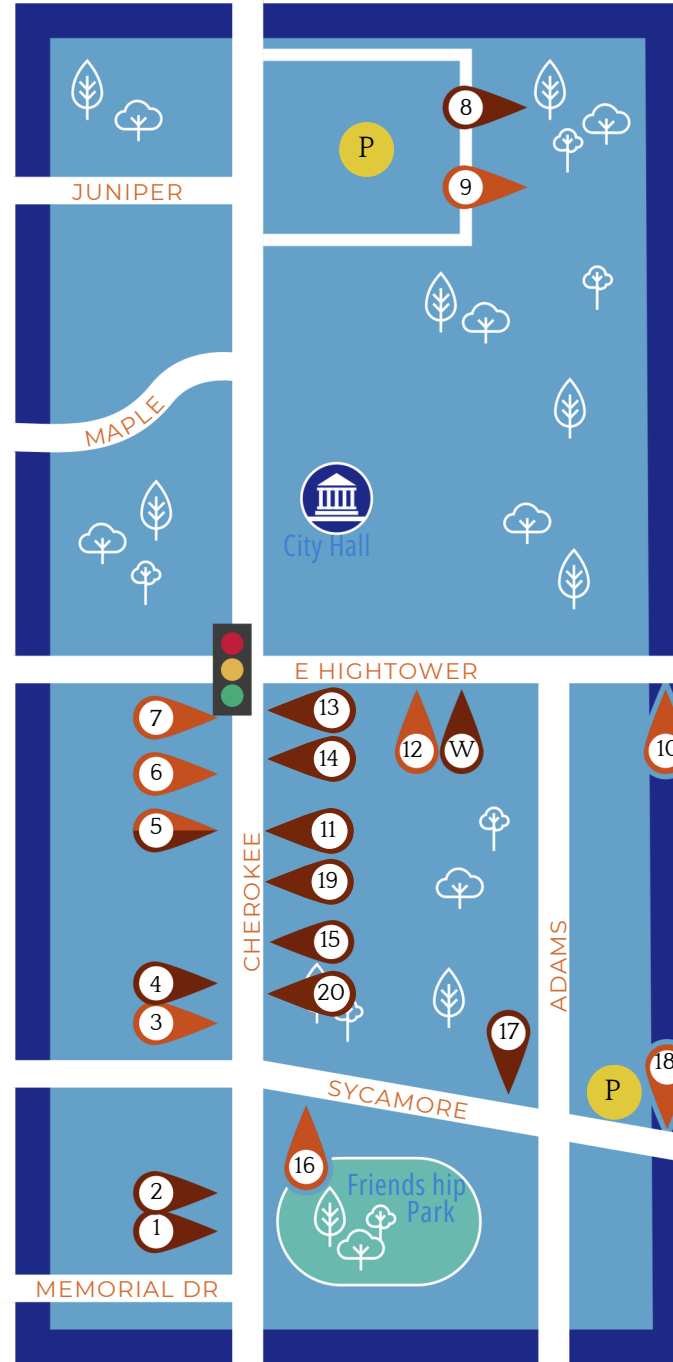 8
P
9
JUNIPER
MAPLE
City Hall
E HIGHTOWER
7
13
12
W
10
14
6
5
11
CHEROKEE
19
15
ADAMS
4
20
3
17
18
P
SYCAMORE
16
2
Friends hip
Park
1
MEMORIAL DR